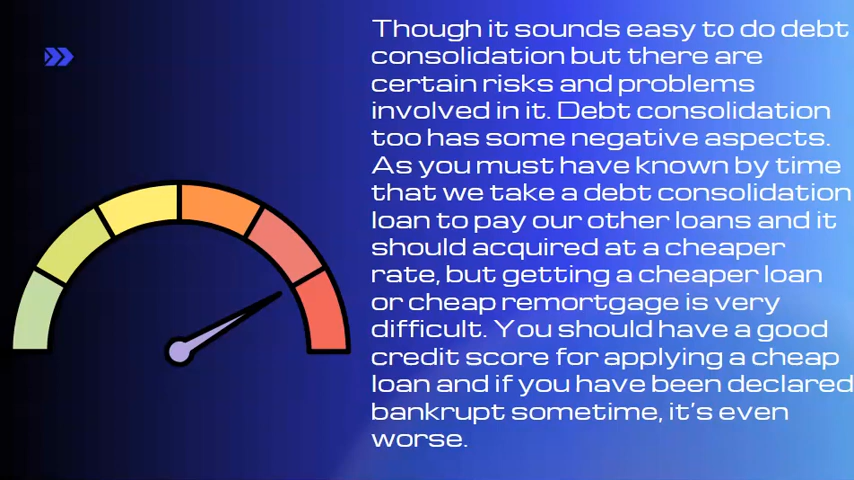 Though it sounds easy to do debt
consolidation but there are
certain risks and problems
involved in it. Debt consolidation
too has some negative aspects.
As you must have known by time
that we take a debt consolidation
loan to pay our other loans and it
should acquired at a cheaper
rate, but getting a cheaper loan
or cheap remortgage is very
difficult. You should have a good
credit score for applying a cheap
loan and if you have been declared
bankrupt sometime, it's even
worse.